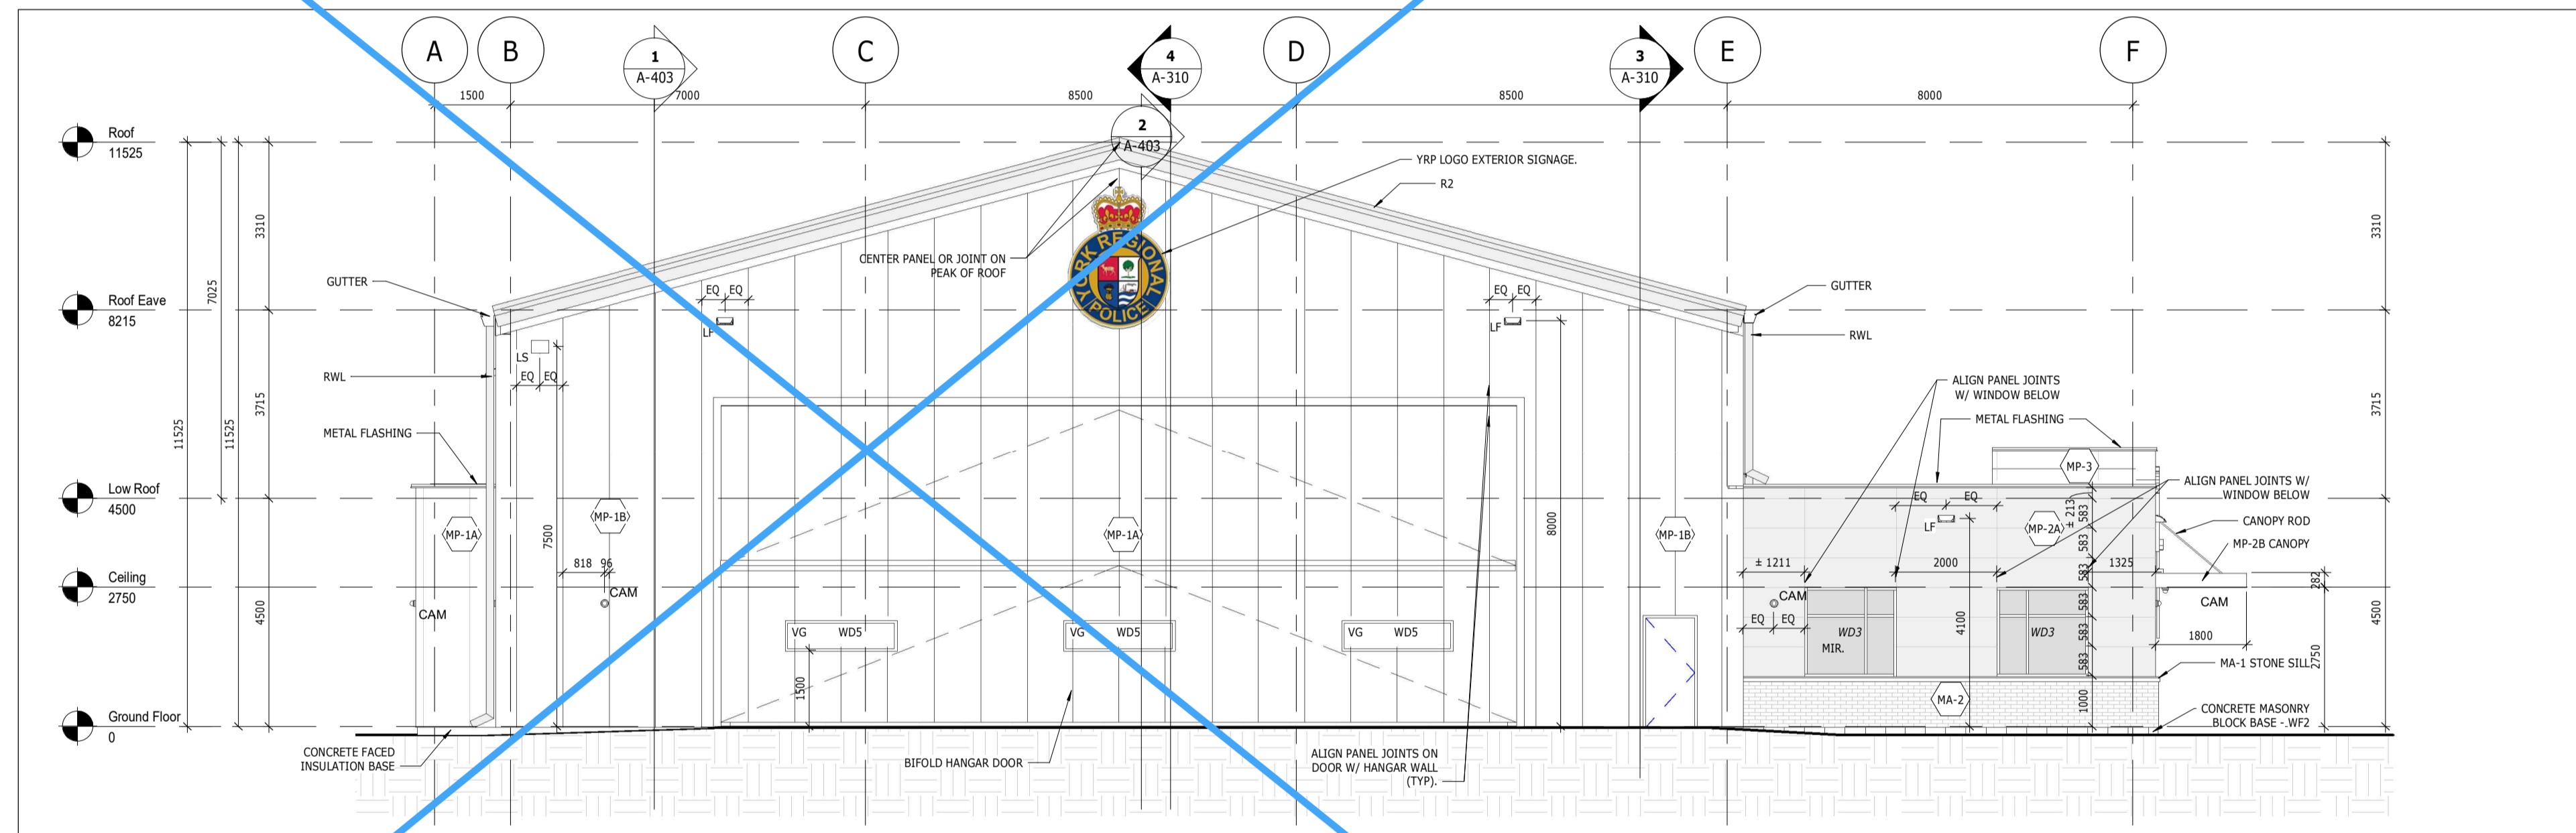 A
B
1
A-403
C
4
A-310
D
3
A-310
E
F
1500
7000
8500
8500
8000
2
A-403
Roof
11525
YRP LOGO EXTERIOR SIGNAGE.
R2
3310
3310
YORK REGIONAL
POLICE
CENTER PANEL OR JOINT ON
PEAK OF ROOF
GUTTER
GUTTER
7025
EQ
EQ
EQ
EQ
Roof Eave
8215
LF
LF
RWL
LS
RWL
EQ
EQ
ALIGN PANEL JOINTS
W/ WINDOW BELOW
3715
3715
METAL FLASHING
METAL FLASHING
11525
11525
MP-3
ALIGN PANEL JOINTS W/
WINDOW BELOW
Low Roof
4500
EQ
EQ
± 213
583
MP-1A
MP-1B
7500
MP-1A
8000
MP-1B
LF
MP-2A
CANOPY ROD
MP-2B CANOPY
583
818
96
± 1211
2000
583
1325
282
Ceiling
2750
CAM
CAM
CAM
CAM
583
4500
4500
EQ
EQ
4100
VG
WD5
VG
WD5
VG
WD5
WD3
MIR.
WD3
583
1800
583
2750
MA-1 STONE SILL
1500
MA-2
1000
Ground Floor
0
CONCRETE MASONRY
BLOCK BASE -.WF2
CONCRETE FACED
INSULATION BASE
BIFOLD HANGAR DOOR
ALIGN PANEL JOINTS ON
DOOR W/ HANGAR WALL
(TYP).